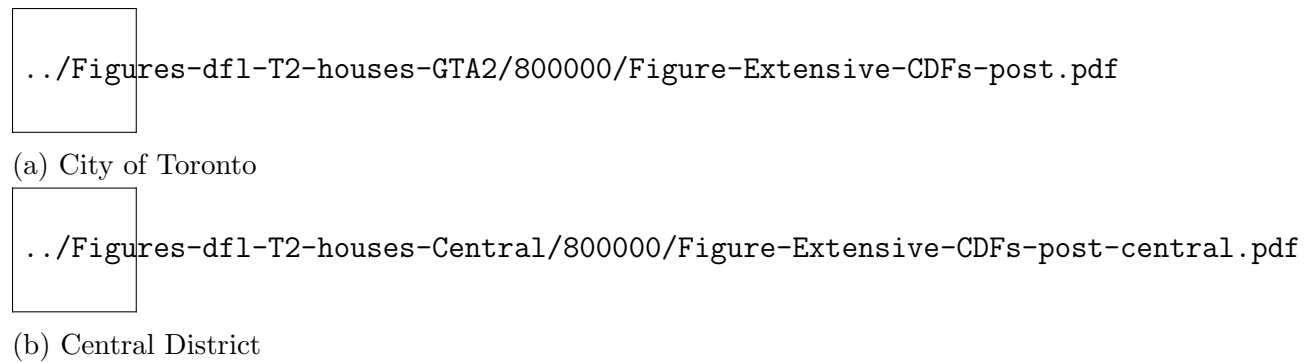 ../Figures-dfl-T2-houses-GTA2/800000/Figure-Extensive-CDFs-post.pdf
(a) City of Toronto
../Figures-dfl-T2-houses-Central/800000/Figure-Extensive-CDFs-post-central.pdf
(b) Central District